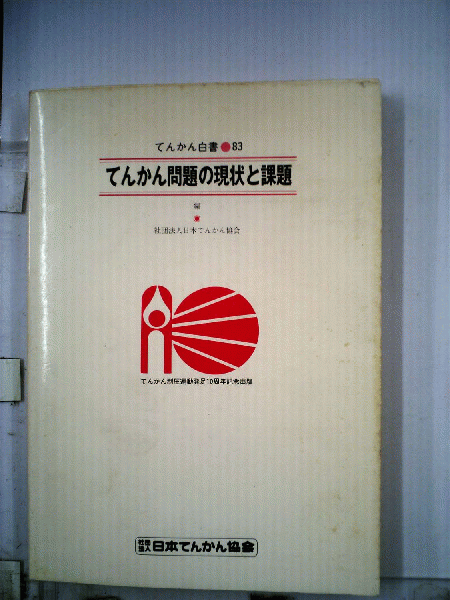 てんかん白書●83
てんかん問題の現状と課題
編
社団法人日本てんかん協会
てんかん制圧運動発足10周年記念出版
社団法人 日本てんかん協会